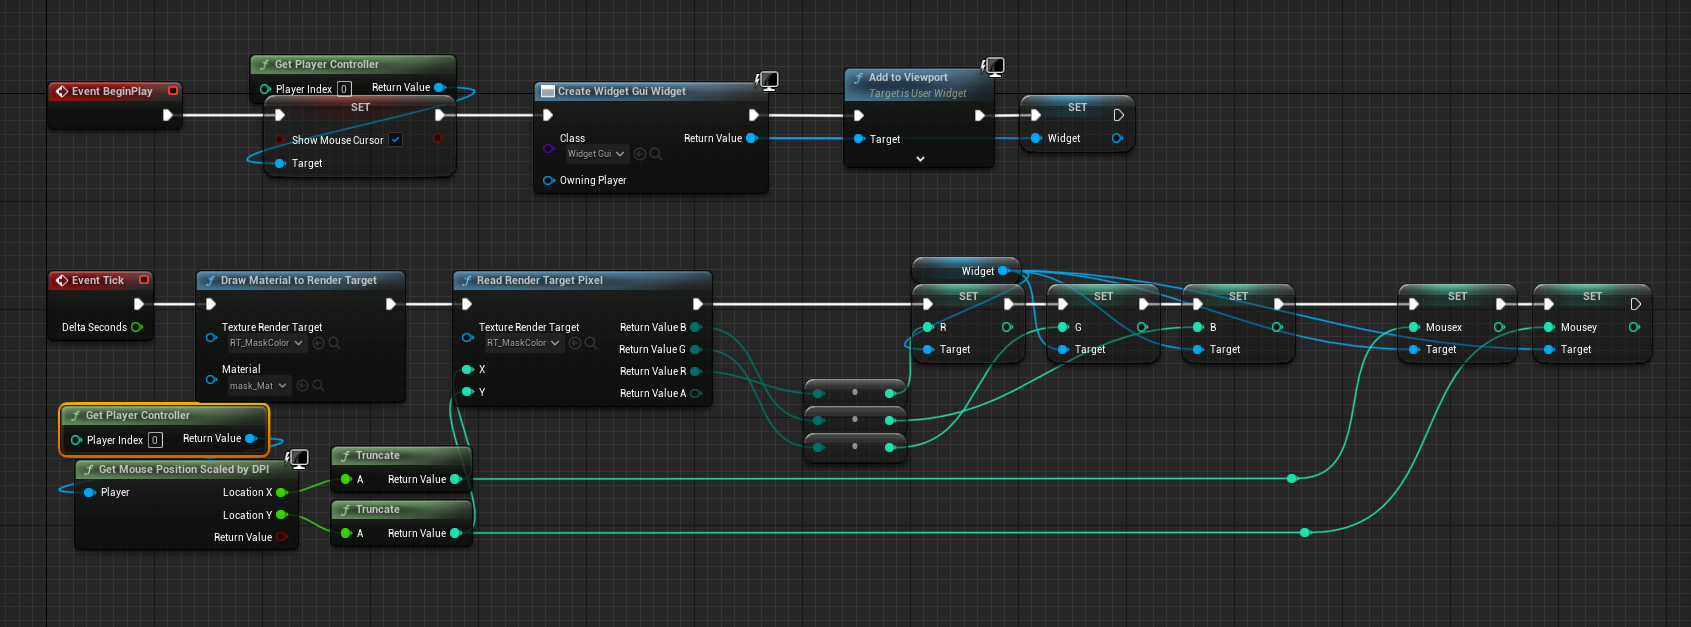 Get Player Controller
Player Index 0 Return Value
Event BeginPlay
SET
Show Mouse Cursor
Target
Create Widget Gui Widget
Class
Widget Gui
Return Value
Owning Player
Add to Viewport
Target is User Widget
Target
SET
Widget
Event Tick
Delta Seconds
Draw Material to Render Target
Texture Render Target
RT_MaskColor
Material
mask_Mat
Read Render Target Pixel
Texture Render Target
RT_MaskColor
X
Y
Return Value B
Return Value G
Return Value R
Return Value A
Widget
SET
R
Target
SET
G
Target
SET
B
Target
SET
Mousex
Target
SET
Mousey
Target
Get Player Controller
Player Index 0 Return Value
Get Mouse Position Scaled by DPI
Player
Location X
Location Y
Return Value
Truncate
A Return Value
Truncate
A Return Value